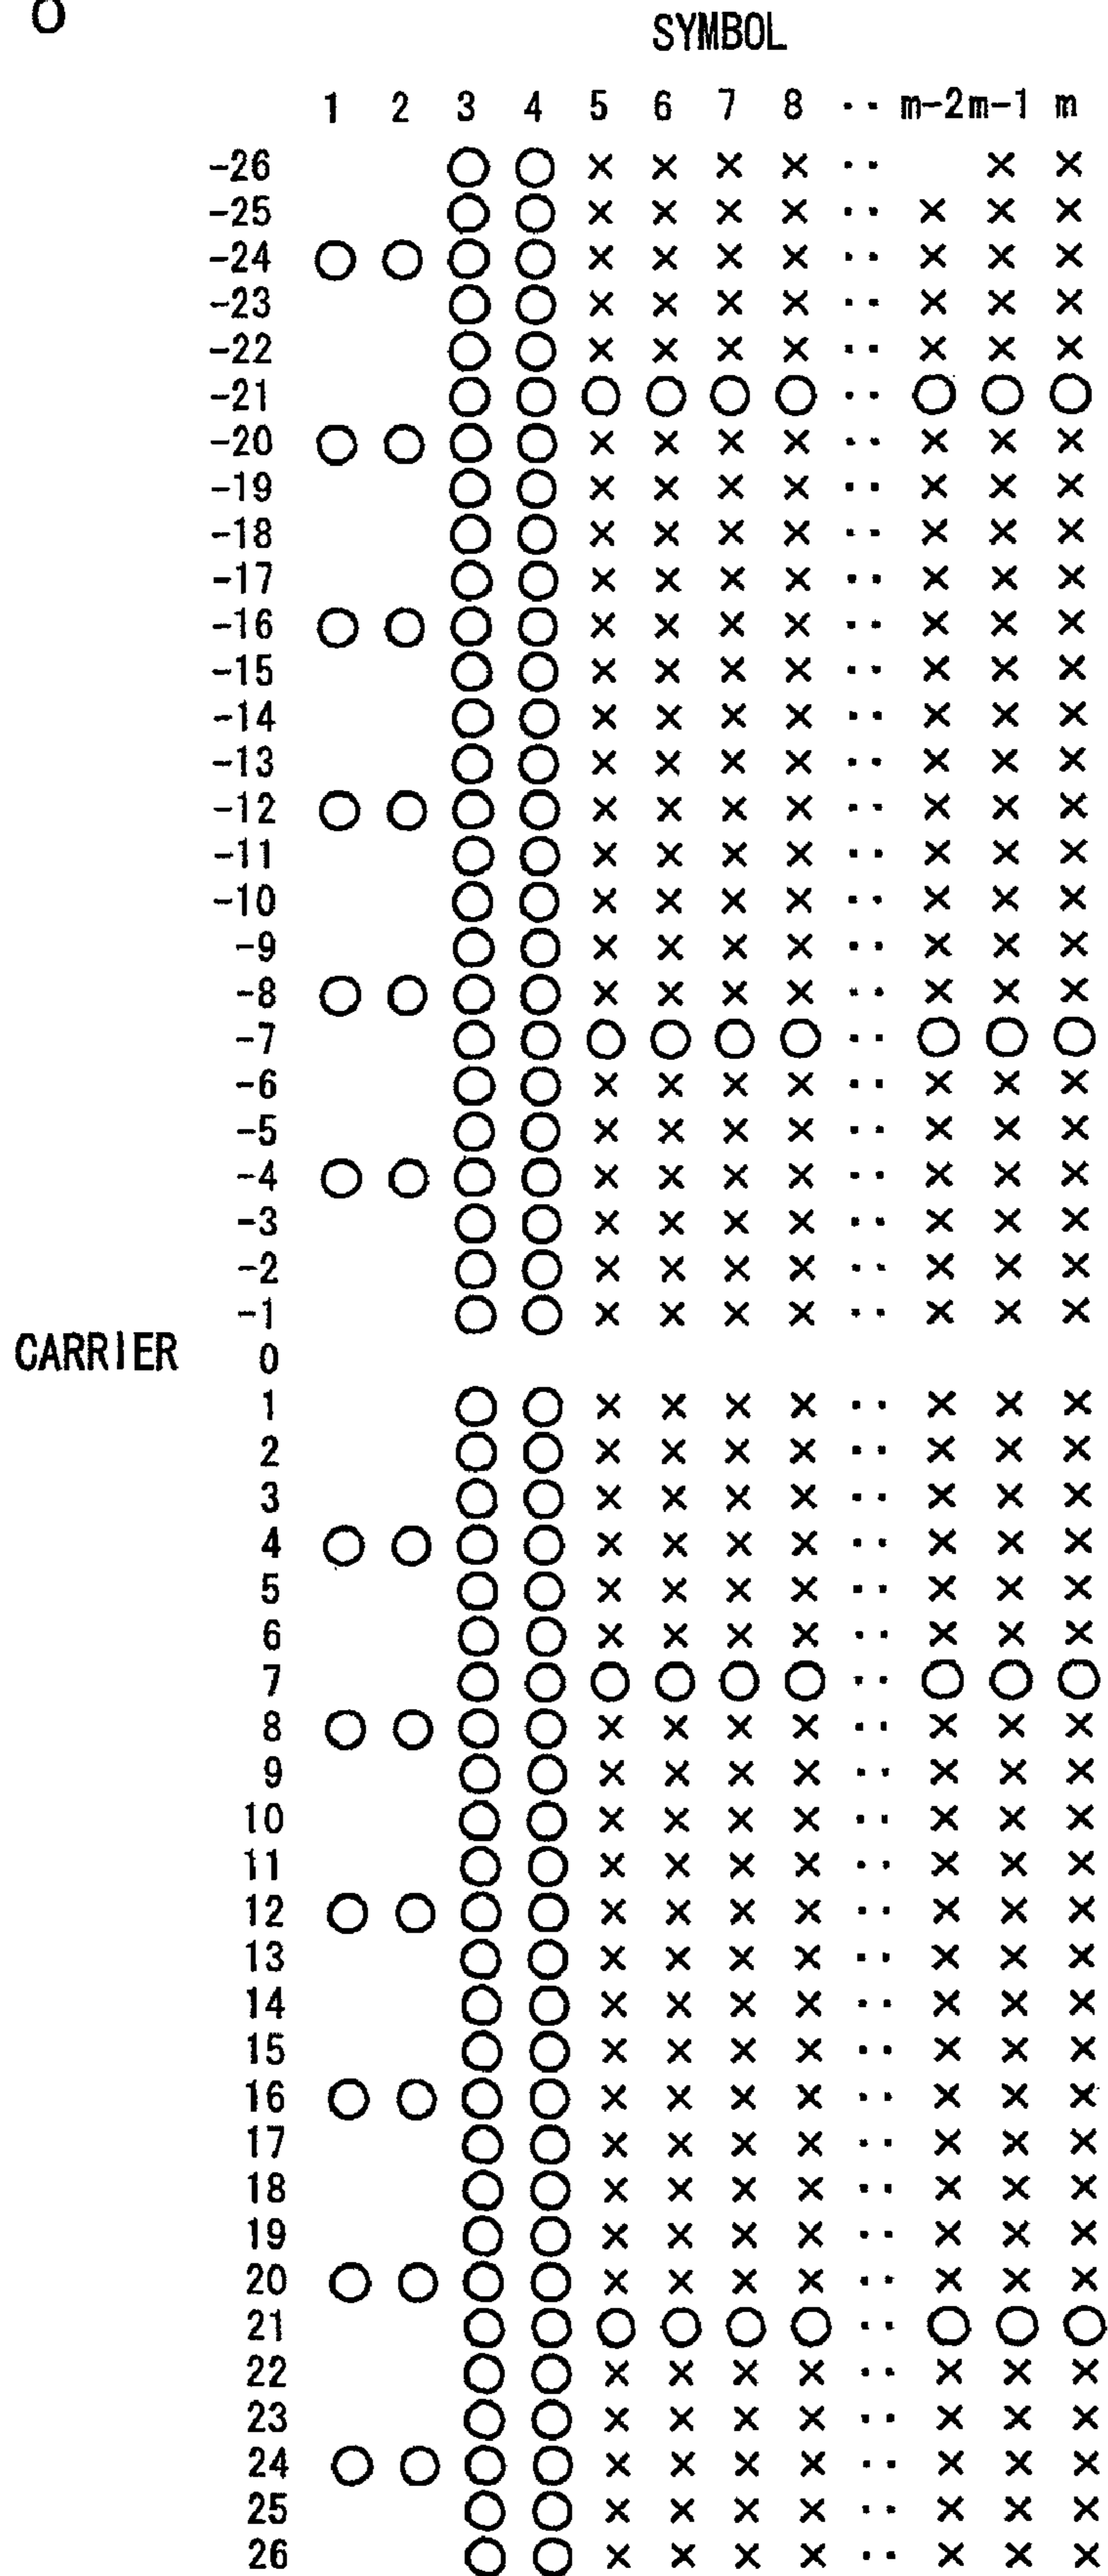 SYMBOL
1 2 3 4 5 6 7 8 ·· m-2 m-1 m
-26 ○ ○ × × × × ·· × ×
-25 ○ ○ × × × × ·· × × ×
-24 ○ ○ ○ ○ × × × × ·· × × ×
-23 ○ ○ × × × × ·· × × ×
-22 ○ ○ × × × × ·· × × ×
-21 ○ ○ ○ ○ ○ ○ ·· ○ ○ ○
-20 ○ ○ ○ ○ × × × × ·· × × ×
-19 ○ ○ × × × × ·· × × ×
-18 ○ ○ × × × × ·· × × ×
-17 ○ ○ × × × × ·· × × ×
-16 ○ ○ ○ ○ × × × × ·· × × ×
-15 ○ ○ × × × × ·· × × ×
-14 ○ ○ × × × × ·· × × ×
-13 ○ ○ × × × × ·· × × ×
-12 ○ ○ ○ ○ × × × × ·· × × ×
-11 ○ ○ × × × × ·· × × ×
-10 ○ ○ × × × × ·· × × ×
-9 ○ ○ × × × × ·· × × ×
-8 ○ ○ ○ ○ × × × × ·· × × ×
-7 ○ ○ ○ ○ ○ ○ ·· ○ ○ ○
-6 ○ ○ × × × × ·· × × ×
-5 ○ ○ × × × × ·· × × ×
-4 ○ ○ ○ ○ × × × × ·· × × ×
-3 ○ ○ × × × × ·· × × ×
-2 ○ ○ × × × × ·· × × ×
-1 ○ ○ × × × × ·· × × ×
CARRIER 0
1 ○ ○ × × × × ·· × × ×
2 ○ ○ × × × × ·· × × ×
3 ○ ○ × × × × ·· × × ×
4 ○ ○ ○ ○ × × × × ·· × × ×
5 ○ ○ × × × × ·· × × ×
6 ○ ○ × × × × ·· × × ×
7 ○ ○ ○ ○ ○ ○ ·· ○ ○ ○
8 ○ ○ ○ ○ × × × × ·· × × ×
9 ○ ○ × × × × ·· × × ×
10 ○ ○ × × × × ·· × × ×
11 ○ ○ × × × × ·· × × ×
12 ○ ○ ○ ○ × × × × ·· × × ×
13 ○ ○ × × × × ·· × × ×
14 ○ ○ × × × × ·· × × ×
15 ○ ○ × × × × ·· × × ×
16 ○ ○ ○ ○ × × × × ·· × × ×
17 ○ ○ × × × × ·· × × ×
18 ○ ○ × × × × ·· × × ×
19 ○ ○ × × × × ·· × × ×
20 ○ ○ ○ ○ × × × × ·· × × ×
21 ○ ○ ○ ○ ○ ○ ·· ○ ○ ○
22 ○ ○ × × × × ·· × × ×
23 ○ ○ × × × × ·· × × ×
24 ○ ○ ○ ○ × × × × ·· × × ×
25 ○ ○ × × × × ·· × × ×
26 ○ ○ × × × × ·· × × ×